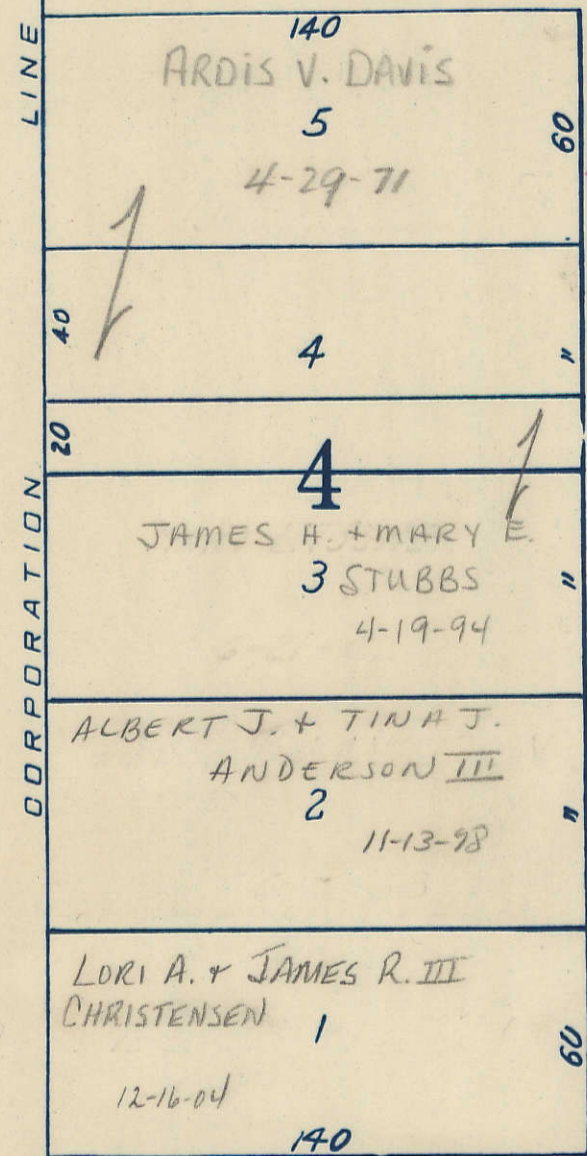 LINE
140
ARDIS V. DAVIS
5
60
4-29-71
40
4
"
20
4
CORPORATION
JAMES H. + MARY E.
3 STUBBS
"
4-19-94
ALBERT J. + TINA J.
ANDERSON III
2
"
11-13-98
LORI A. + JAMES R. III
CHRISTENSEN
1
60
12-16-04
140